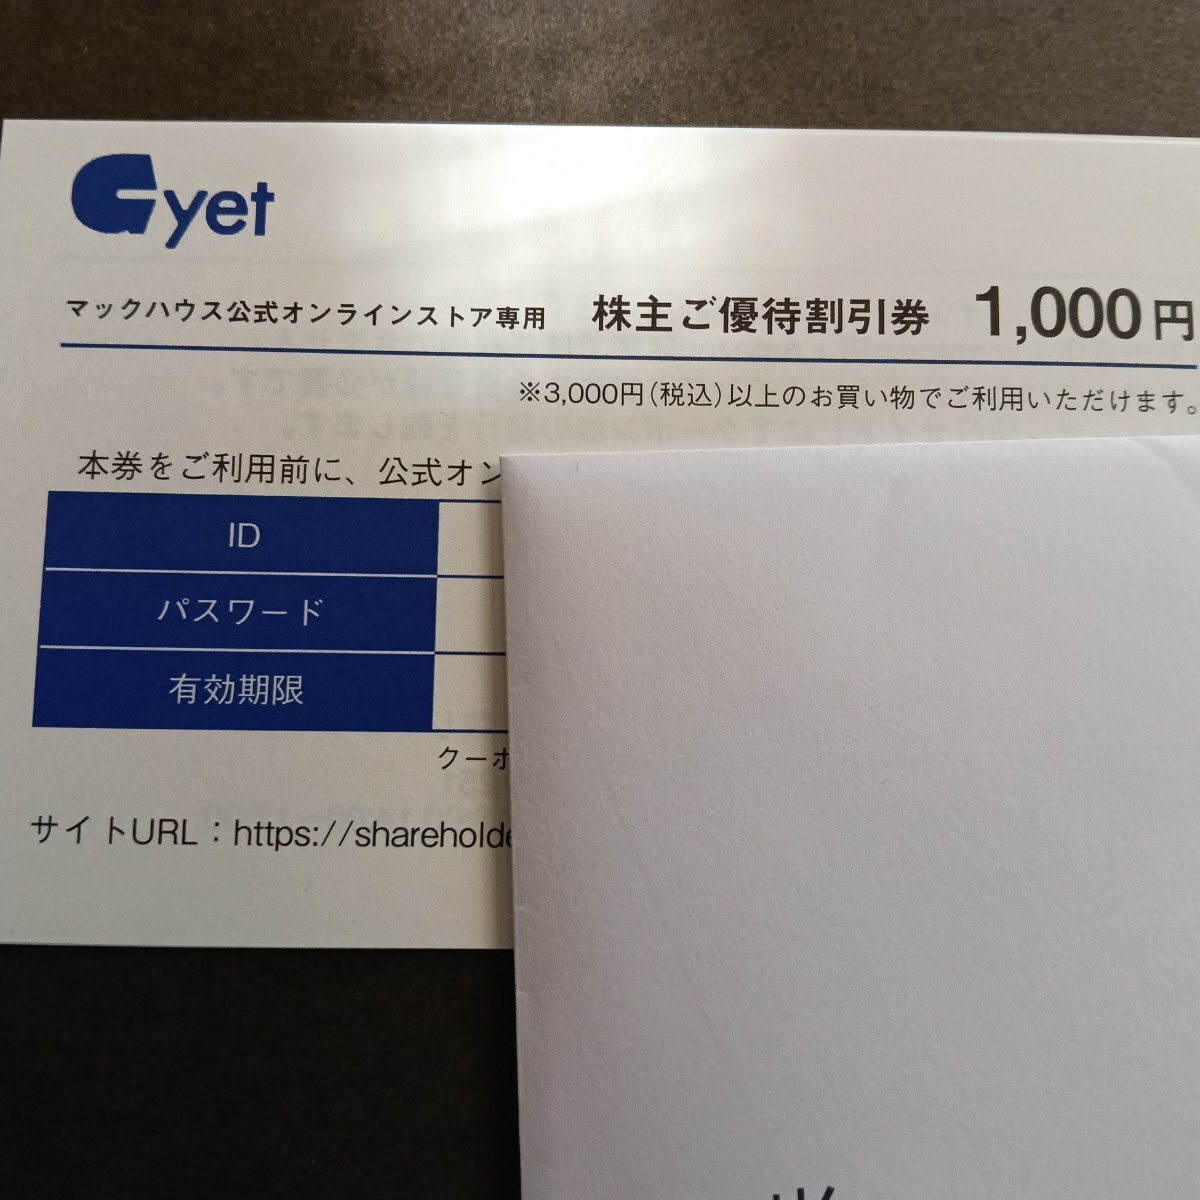 Gyet
マックハウス公式オンラインストア専用 株主ご優待割引券 1,000円
※3,000円(税込)以上のお買い物でご利用いただけます。
本券をご利用前に、公式オン
ID
パスワード
有効期限
クーポ
サイトURL：https://shareholde